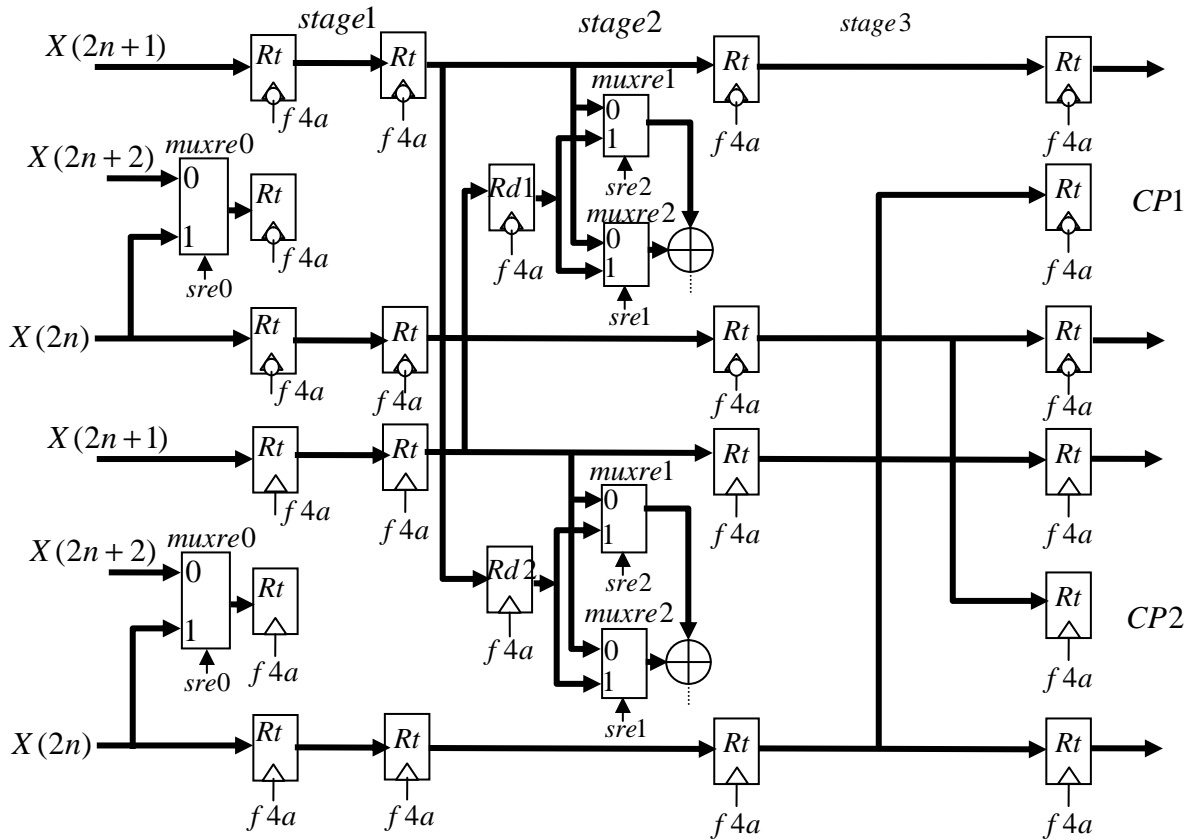 stage1
stage2
stage3
X(2n+1)
Rt
Rt
Rt
Rt
f4a
f4a
f4a
f4a
muxre1
0
1
sre2
X(2n+2)
muxre0
0
1
Rt
f4a
sre0
Rd1
f4a
muxre2
0
1
sre1
Rt
f4a
CP1
X(2n)
Rt
Rt
Rt
Rt
f4a
f4a
f4a
f4a
X(2n+1)
Rt
Rt
Rt
Rt
f4a
f4a
f4a
f4a
muxre1
0
1
sre2
X(2n+2)
muxre0
0
1
Rt
f4a
sre0
Rd2
f4a
muxre2
0
1
sre1
Rt
f4a
CP2
X(2n)
Rt
Rt
Rt
Rt
f4a
f4a
f4a
f4a